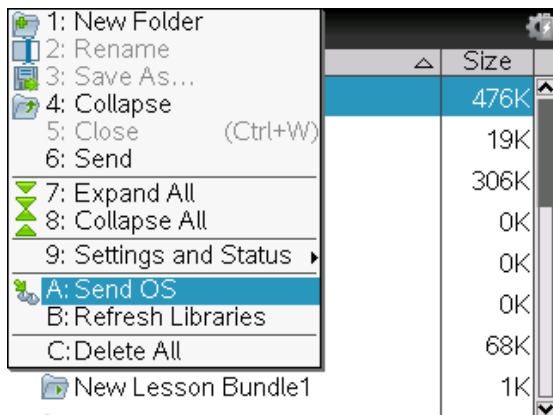 1: New Folder
2: Rename
3: Save As...
4: Collapse
5: Close (Ctrl+W)
6: Send
7: Expand All
8: Collapse All
9: Settings and Status
A: Send OS
B: Refresh Libraries
C: Delete All
Size
476K
19K
306K
0K
0K
0K
68K
New Lesson Bundle1 1K